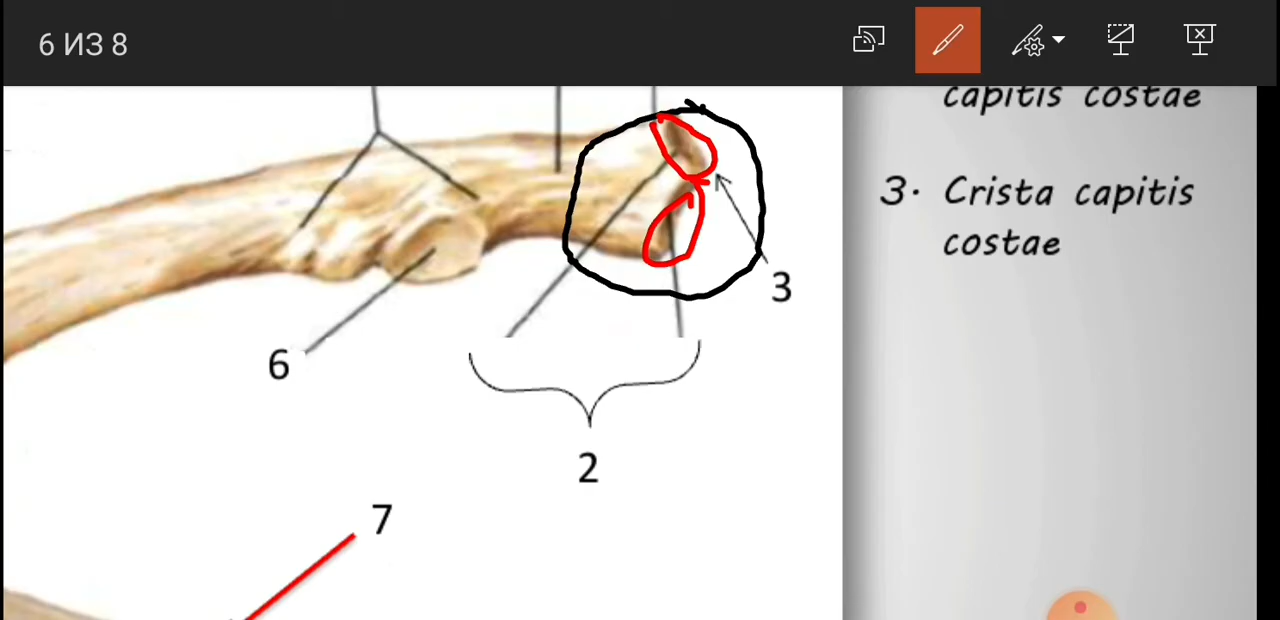 6 ИЗ 8
capitis costae
3. Crista capitis
costae
3
6
2
7